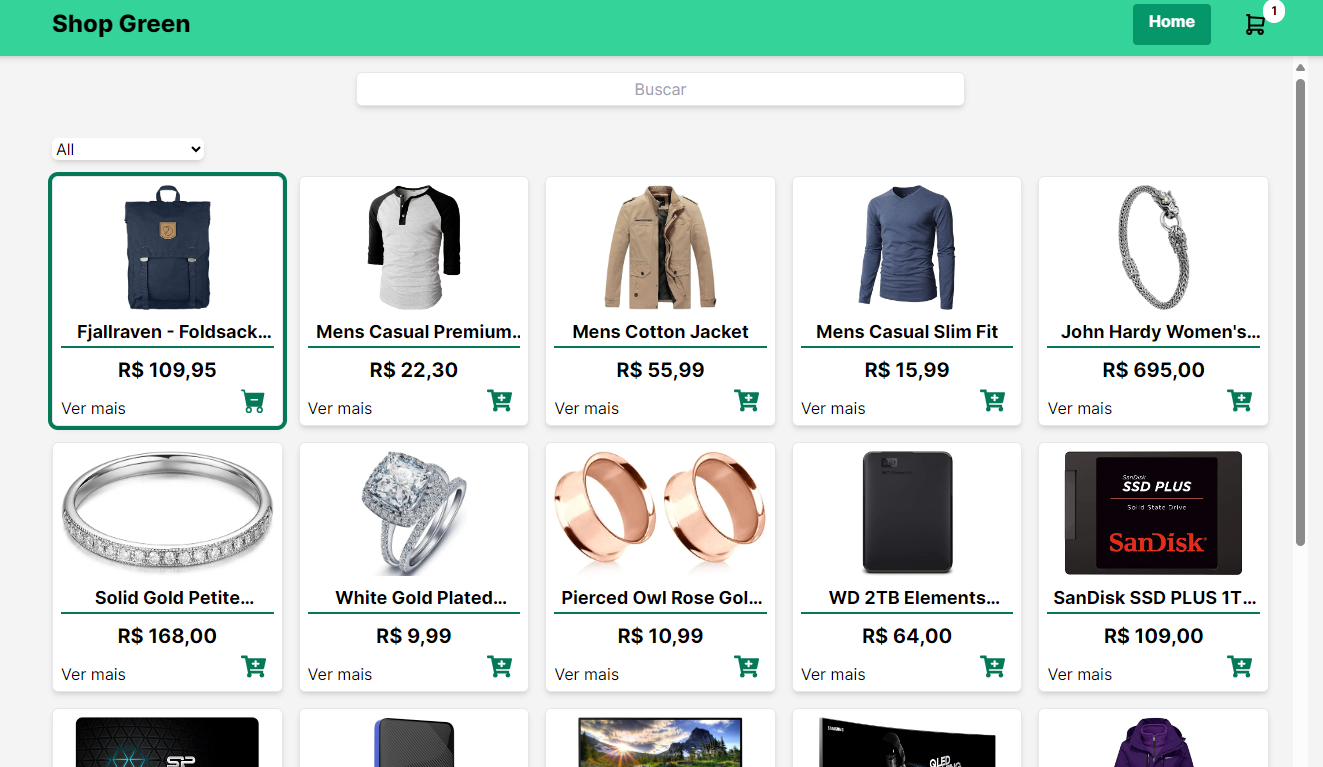 Shop Green
Home
1
Buscar
All
Fjallraven - Foldsack...
Mens Casual Premium..
Mens Cotton Jacket
Mens Casual Slim Fit
John Hardy Women's...
R$ 109,95
R$ 22,30
R$ 55,99
R$ 15,99
R$ 695,00
Ver mais
Ver mais
Ver mais
Ver mais
Ver mais
SanDisk
SSD PLUS
Solid State Drive
SanDisk
Solid Gold Petite...
White Gold Plated...
Pierced Owl Rose Gol...
WD 2TB Elements...
SanDisk SSD PLUS 1T...
R$ 168,00
R$ 9,99
R$ 10,99
R$ 64,00
R$ 109,00
Ver mais
Ver mais
Ver mais
Ver mais
Ver mais
SAMSUNG
QLED
SP